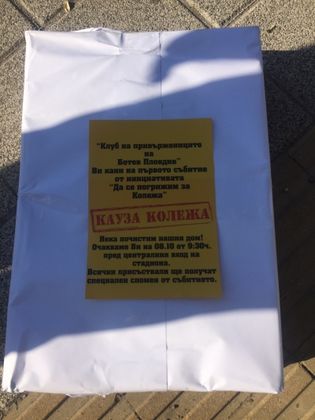 "Клуб на привържениците
на
Ботев Пловдив"
Ви кани на първото събитие
от инициативата
"Да се погрижим за
Колежа"
КАУЗА КОЛЕЖА
Нека почистим нашия дом!
Очакваме Ви на 08.10 от 9:30ч.
пред централния вход на
стадиона.
Всички присъствали ще получат
специален спомен от събитието.